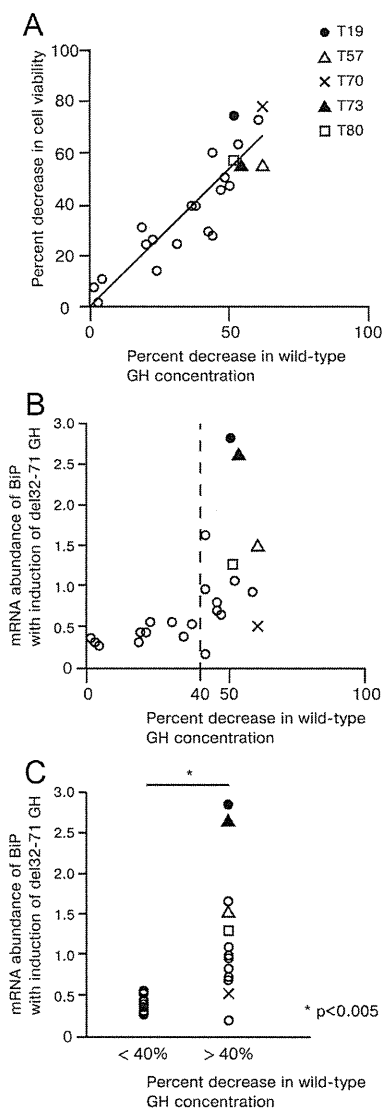 A
T19
T57
T70
T73
T80
Percent decrease in cell viability
100
80
60
40
20
0
0
50
100
Percent decrease in wild-type
GH concentration
B
mRNA abundance of BiP
with induction of del32-71 GH
3.0
2.5
2.0
1.5
1.0
0.5
0
0
40
50
100
Percent decrease in wild-type
GH concentration
C
*
mRNA abundance of BiP
with induction of del32-71 GH
3.0
2.5
2.0
1.5
1.0
0.5
0
* p<0.005
< 40%
> 40%
Percent decrease in wild-type
GH concentration